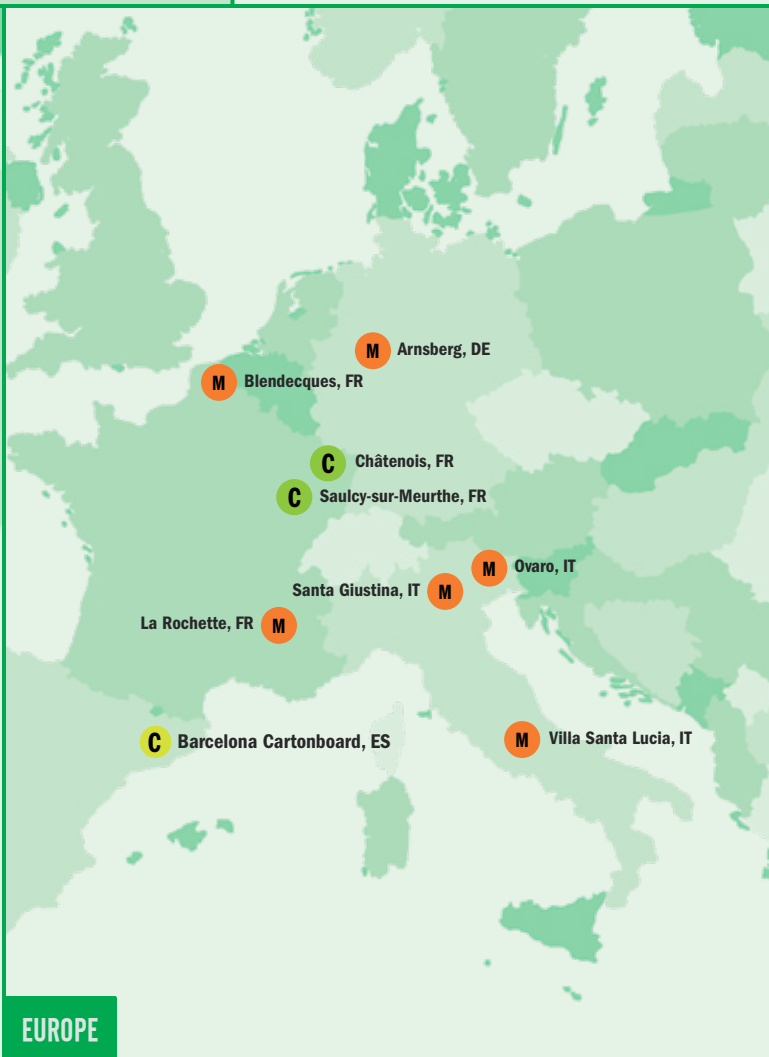 M Arnsberg, DE
M Blendecques, FR
C Châtenois, FR
C Saulcy-sur-Meurthe, FR
M Ovaro, IT
Santa Giustina, IT M
La Rochette, FR M
C Barcelona Cartonboard, ES
M Villa Santa Lucia, IT
EUROPE